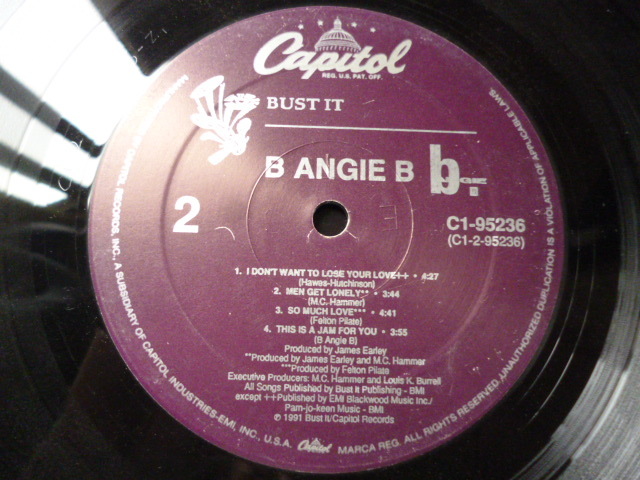 Capitol
REG. U.S. PAT. OFF.
BUST IT
B ANGIE B
b
2
C1-95236
(C1-2-95236)
1. I DON'T WANT TO LOSE YOUR LOVE++ • 4:27
(Hawes-Hutchinson)
2. MEN GET LONELY** • 3:44
(M.C. Hammer)
3. SO MUCH LOVE*** • 4:41
(Felton Pilate)
4. THIS IS A JAM FOR YOU • 3:55
(B Angie B)
Produced by James Earley
**Produced by James Earley and M.C. Hammer
***Produced by Felton Pilate
Executive Producers: M.C. Hammer and Louis K. Burrell
All Songs Published by Bust It Publishing - BMI
except ++Published by EMI Blackwood Music Inc./
Pam-jo-keen Music - BMI
℗ 1991 Bust It/Capitol Records
CAPITOL RECORDS, INC., A SUBSIDIARY OF CAPITOL INDUSTRIES-EMI, INC., U.S.A.
Capitol
MARCA REG. ALL RIGHTS RESERVED. UNAUTHORIZED DUPLICATION IS A VIOLATION OF APPLICABLE LAWS.